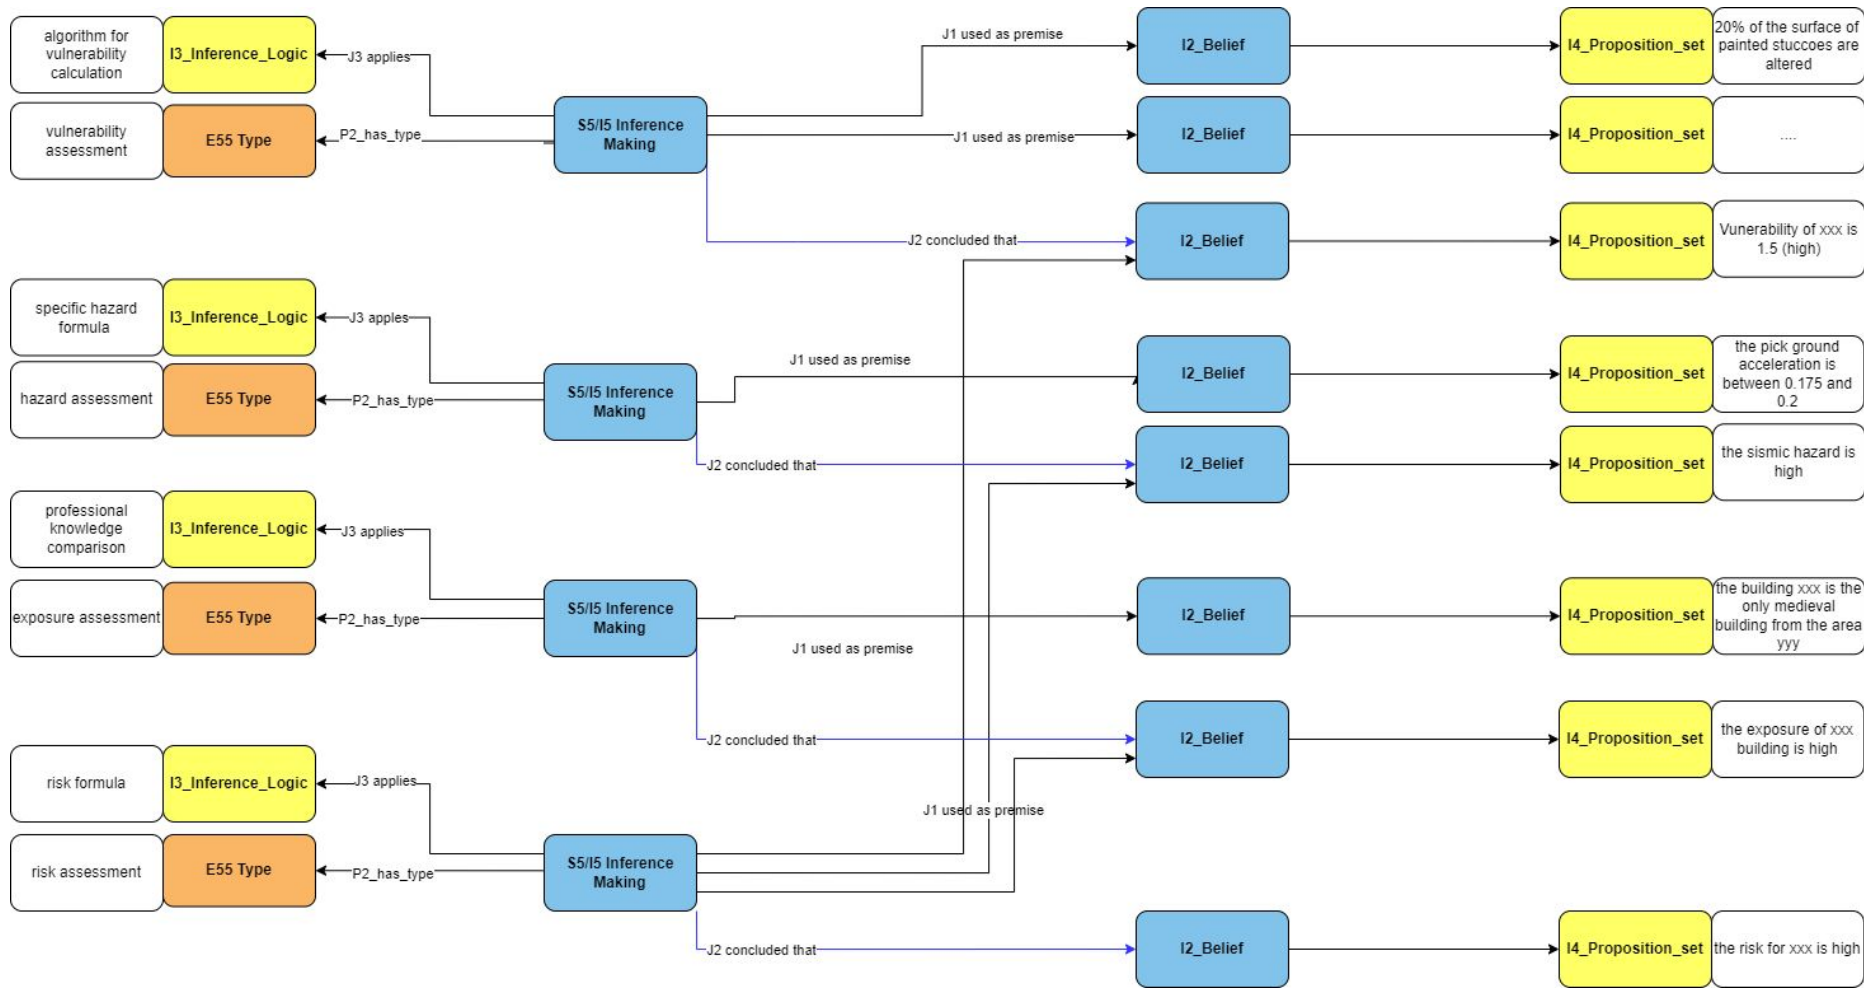 algorithm for
vulnerability
calculation
I3_Inference_Logic
J3 applies
vulnerability
assessment
E55 Type
P2_has_type
S5/I5 Inference
Making
J1 used as premise
I2_Belief
I4_Proposition_set
20% of the surface of
painted stuccoes are
altered
J1 used as premise
I2_Belief
I4_Proposition_set
....
J2 concluded that
I2_Belief
I4_Proposition_set
Vunerability of xxx is
1.5 (high)
specific hazard
formula
I3_Inference_Logic
J3 apples
hazard assessment
E55 Type
P2_has_type
S5/I5 Inference
Making
J1 used as premise
I2_Belief
I4_Proposition_set
the pick ground
acceleration is
between 0.175 and
0.2
J2 concluded that
I2_Belief
I4_Proposition_set
the sismic hazard is
high
professional
knowledge
comparison
I3_Inference_Logic
J3 applies
exposure assessment
E55 Type
P2_has_type
S5/I5 Inference
Making
J1 used as premise
I2_Belief
I4_Proposition_set
the building xxx is the
only medieval
building from the area
yyy
J2 concluded that
I2_Belief
I4_Proposition_set
the exposure of xxx
building is high
risk formula
I3_Inference_Logic
J3 applies
risk assessment
E55 Type
P2_has_type
S5/I5 Inference
Making
J1 used as premise
J2 concluded that
I2_Belief
I4_Proposition_set
the risk for xxx is high